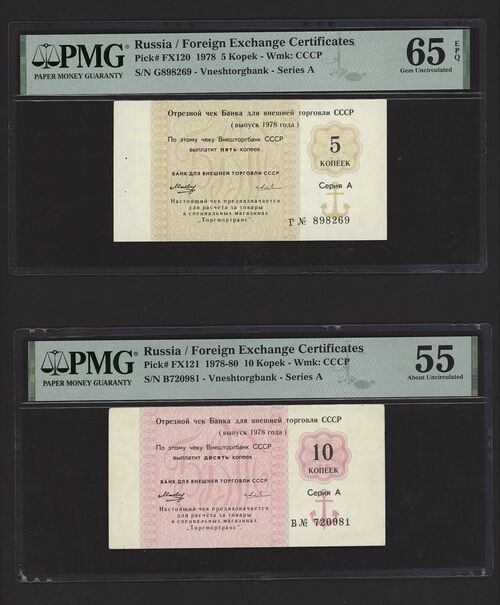 PMG
PAPER MONEY GUARANTY
Russia / Foreign Exchange Certificates
Pick# FX120 1978 5 Kopek - Wmk: CCCP
S/N G898269 - Vneshtorgbank - Series A
65 EPQ
Gem Uncirculated
Отрезной чек Банка для внешней торговли СССР
(выпуск 1978 года)
По этому чеку Внешторгбанк СССР
выплатит пять копеек.
5
КОПЕЕК
БАНК ДЛЯ ВНЕШНЕЙ ТОРГОВЛИ СССР
Серия А
Настоящий чек предназначается
для расчета за товары
в специальных магазинах
"Торгмортранс".
Г № 898269
PMG
PAPER MONEY GUARANTY
Russia / Foreign Exchange Certificates
Pick# FX121 1978-80 10 Kopek - Wmk: CCCP
S/N B720981 - Vneshtorgbank - Series A
55
About Uncirculated
Отрезной чек Банка для внешней торговли СССР
(выпуск 1978 года)
По этому чеку Внешторгбанк СССР
выплатит десять копеек.
10
КОПЕЕК
БАНК ДЛЯ ВНЕШНЕЙ ТОРГОВЛИ СССР
Серия А
Настоящий чек предназначается
для расчета за товары
в специальных магазинах
"Торгмортранс".
Б № 720981